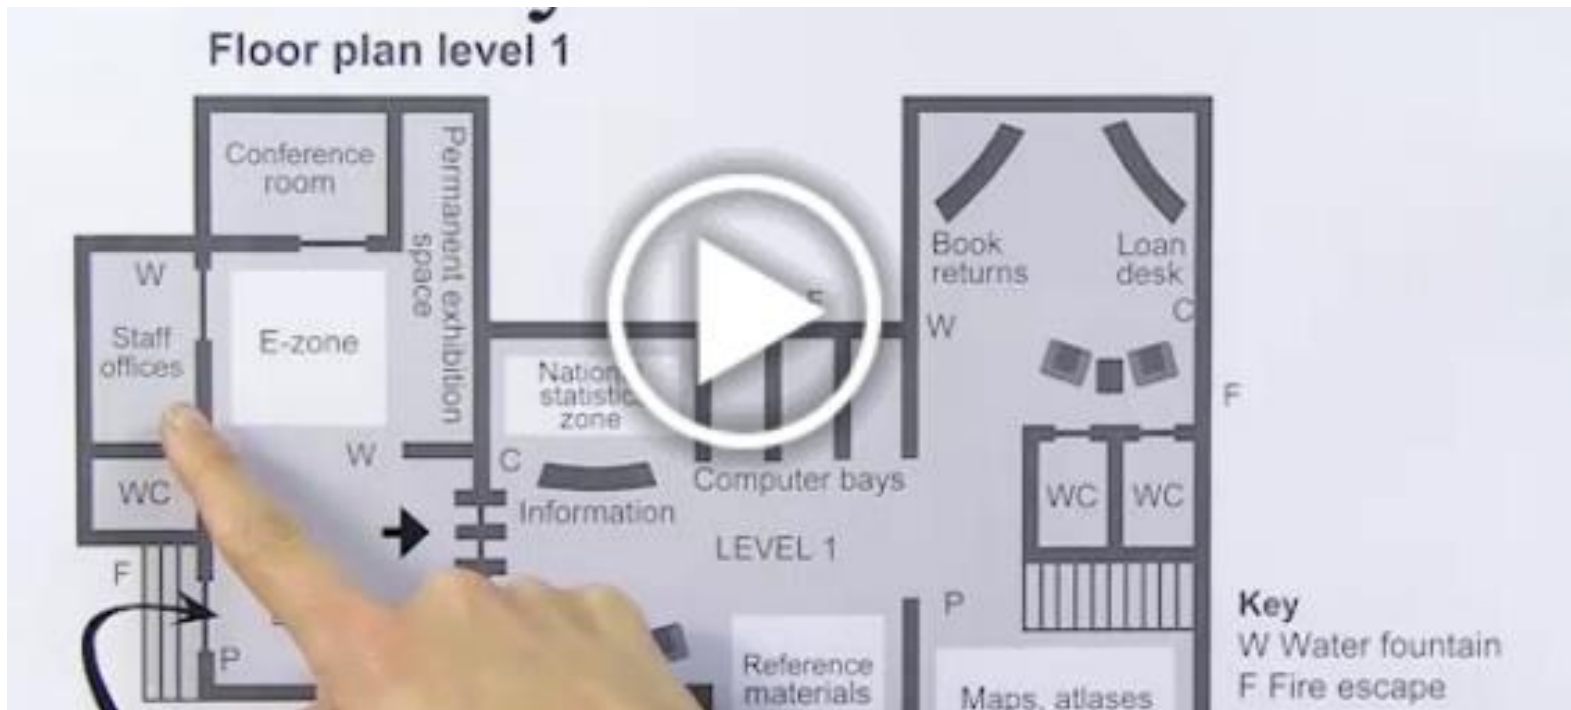 Floor plan level 1
Conference
room
Permanent exhibition
space
W
Staff
offices
E-zone
W
WC
F
P
C
Information
zone
Computer bays
LEVEL 1
Book
returns
Loan
desk
W
C
F
WC
WC
P
Reference
materials
Maps, atlases
Key
W Water fountain
F Fire escape